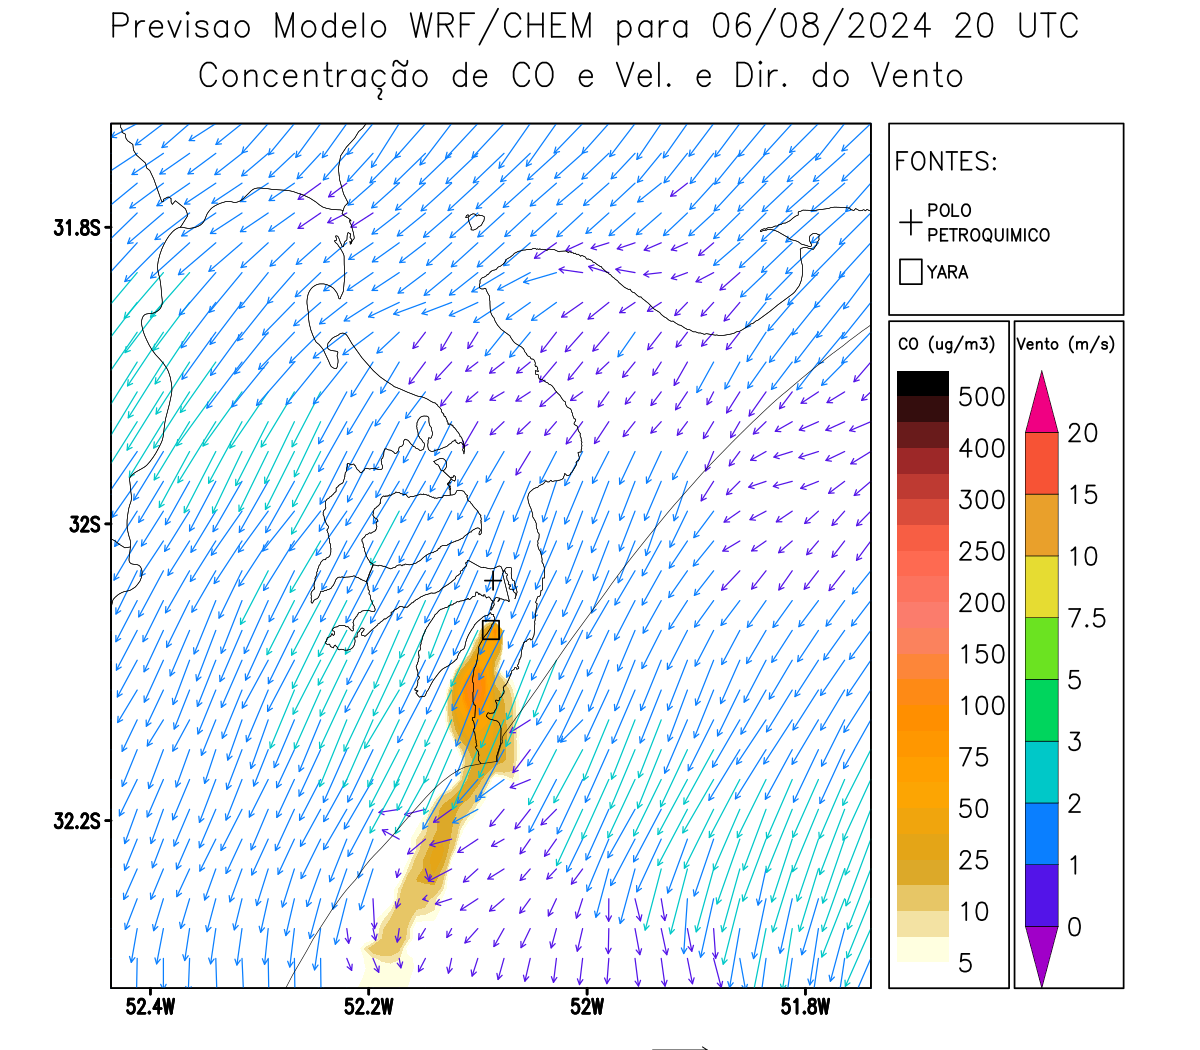 Previsao Modelo WRF/CHEM para 06/08/2024 20 UTC
Concentração de CO e Vel. e Dir. do Vento
FONTES:
POLO
PETROQUIMICO
YARA
31.8S
32S
32.2S
52.4W
52.2W
52W
51.8W
CO (ug/m3)
500
400
300
250
200
150
100
75
50
25
10
5
Vento (m/s)
20
15
10
7.5
5
3
2
1
0